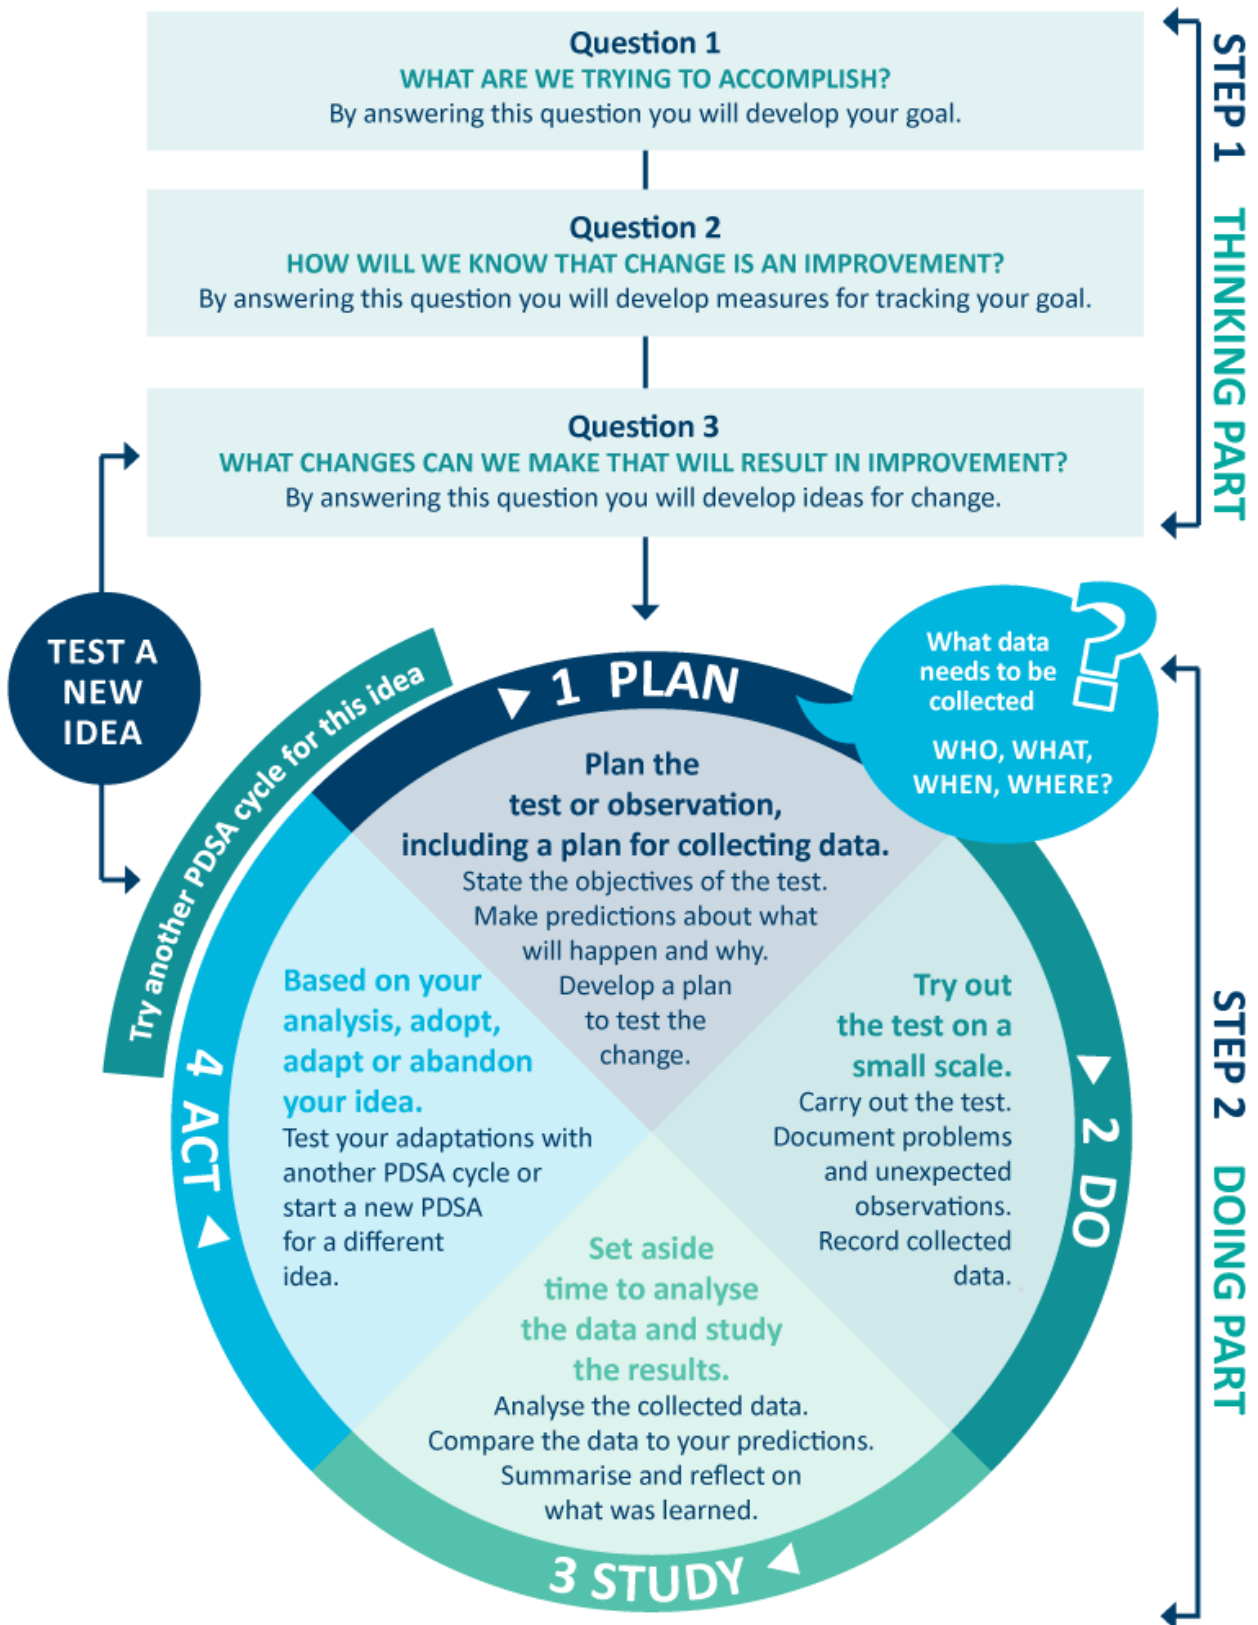 Question 1
WHAT ARE WE TRYING TO ACCOMPLISH?
By answering this question you will develop your goal.
Question 2
HOW WILL WE KNOW THAT CHANGE IS AN IMPROVEMENT?
By answering this question you will develop measures for tracking your goal.
Question 3
WHAT CHANGES CAN WE MAKE THAT WILL RESULT IN IMPROVEMENT?
By answering this question you will develop ideas for change.
STEP 1 THINKING PART
TEST A
NEW
IDEA
Try another PDSA cycle for this idea
1 PLAN
What data
needs to be
collected
?
WHO, WHAT,
WHEN, WHERE?
Plan the
test or observation,
including a plan for collecting data.
State the objectives of the test.
Make predictions about what
will happen and why.
Develop a plan
to test the
change.
2 DO
Try out
the test on a
small scale.
Carry out the test.
Document problems
and unexpected
observations.
Record collected
data.
3 STUDY
Set aside
time to analyse
the data and study
the results.
Analyse the collected data.
Compare the data to your predictions.
Summarise and reflect on
what was learned.
4 ACT
Based on your
analysis, adopt,
adapt or abandon
your idea.
Test your adaptations with
another PDSA cycle or
start a new PDSA
for a different
idea.
STEP 2 DOING PART